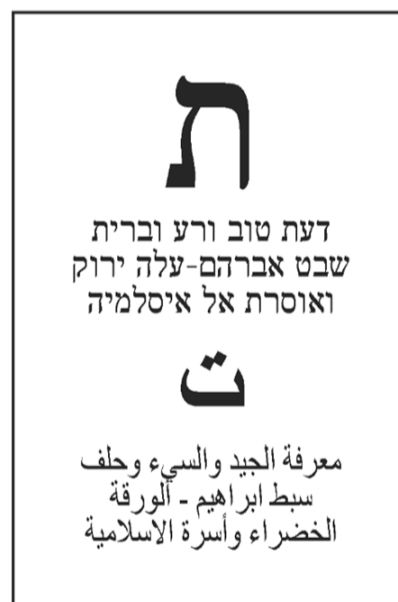 ת
דעת טוב ורע וברית
שבט אברהם-עלה ירוק
ואוסרת אל איסלמיה
ت
معرفة الجيد والسيء وحلف
سبط ابراهيم - الورقة
الخضراء وأسرة الاسلامية